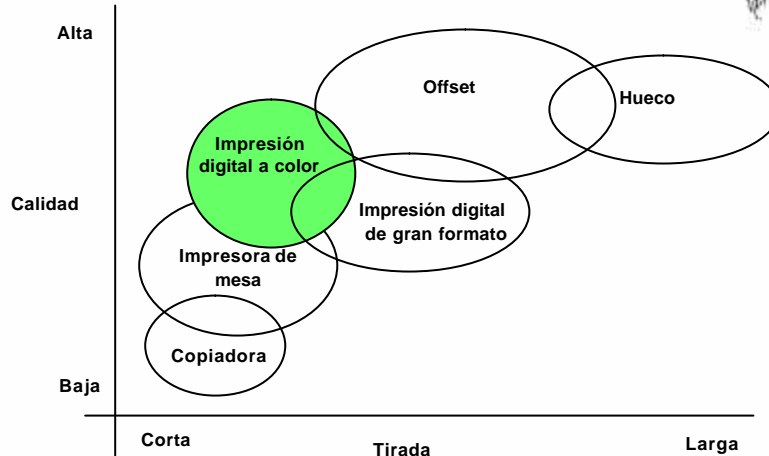 Alta
Offset
Hueco
Impresión
digital a color
Calidad
Impresión digital
de gran formato
Impresora de
mesa
Copiadora
Baja
Corta
Tirada
Larga